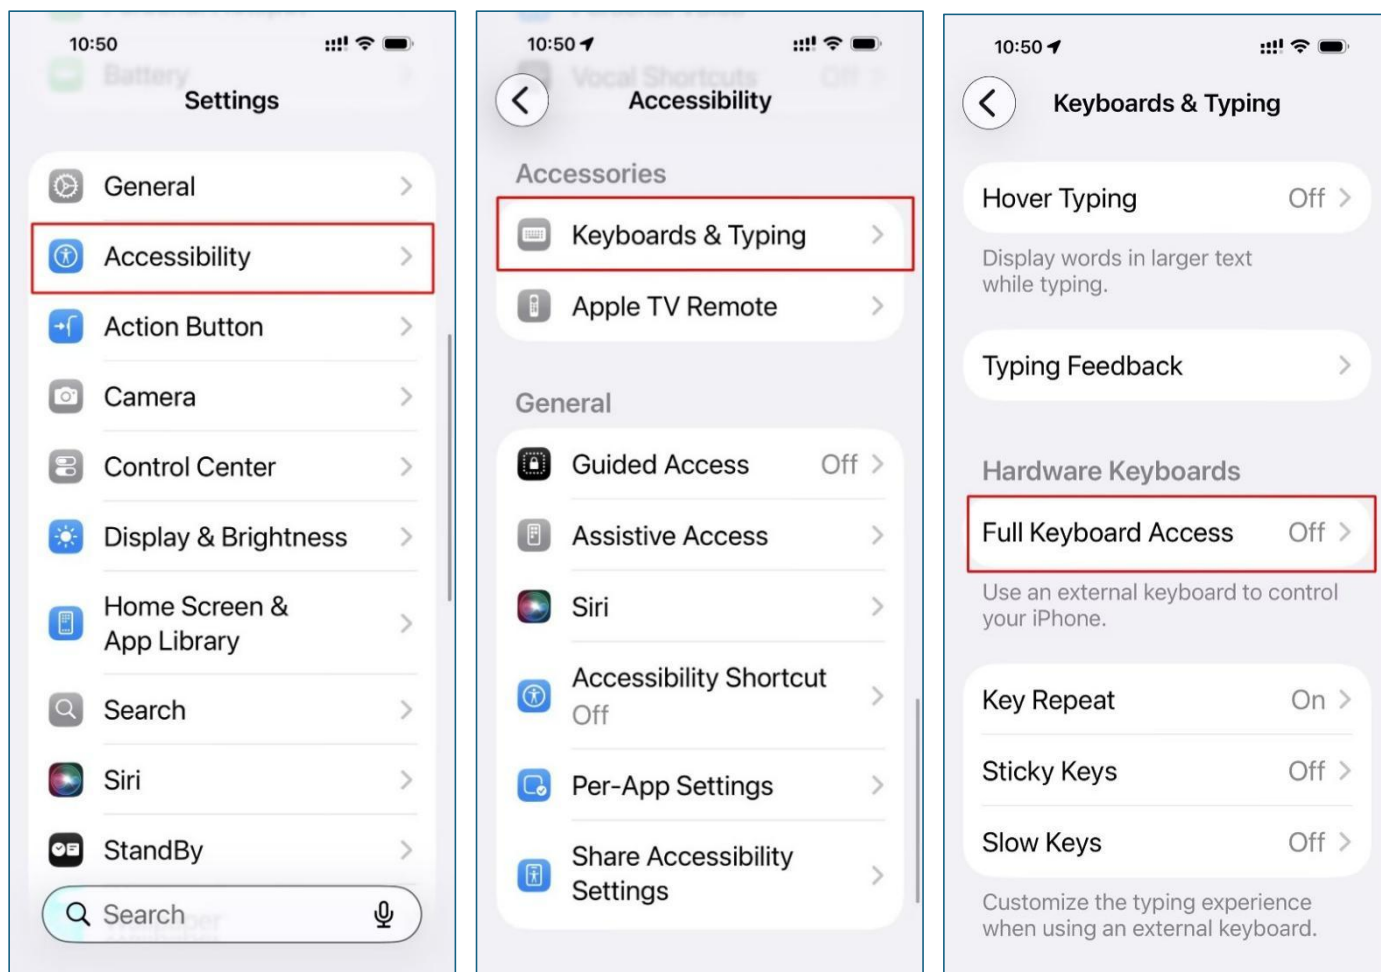 10:50
Battery
Settings
General
Accessibility
Action Button
Camera
Control Center
Display & Brightness
Home Screen &
App Library
Search
Siri
StandBy
Search
10:50
Vocal Shortcuts Off
Accessibility
Accessories
Keyboards & Typing
Apple TV Remote
General
Guided Access Off
Assistive Access
Siri
Accessibility Shortcut
Off
Per-App Settings
Share Accessibility
Settings
10:50
Keyboards & Typing
Hover Typing Off
Display words in larger text
while typing.
Typing Feedback
Hardware Keyboards
Full Keyboard Access Off
Use an external keyboard to control
your iPhone.
Key Repeat On
Sticky Keys Off
Slow Keys Off
Customize the typing experience
when using an external keyboard.